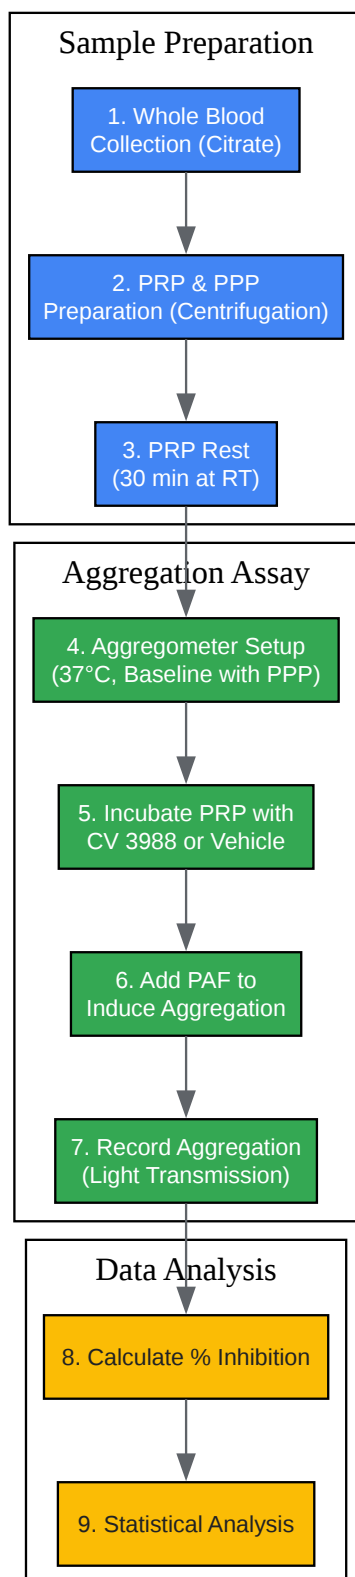 Sample Preparation
1. Whole Blood
Collection (Citrate)
2. PRP & PPP
Preparation (Centrifugation)
3. PRP Rest
(30 min at RT)
Aggregation Assay
4. Aggregometer Setup
(37°C, Baseline with PPP)
5. Incubate PRP with
CV 3988 or Vehicle
6. Add PAF to
Induce Aggregation
7. Record Aggregation
(Light Transmission)
Data Analysis
8. Calculate % Inhibition
9. Statistical Analysis